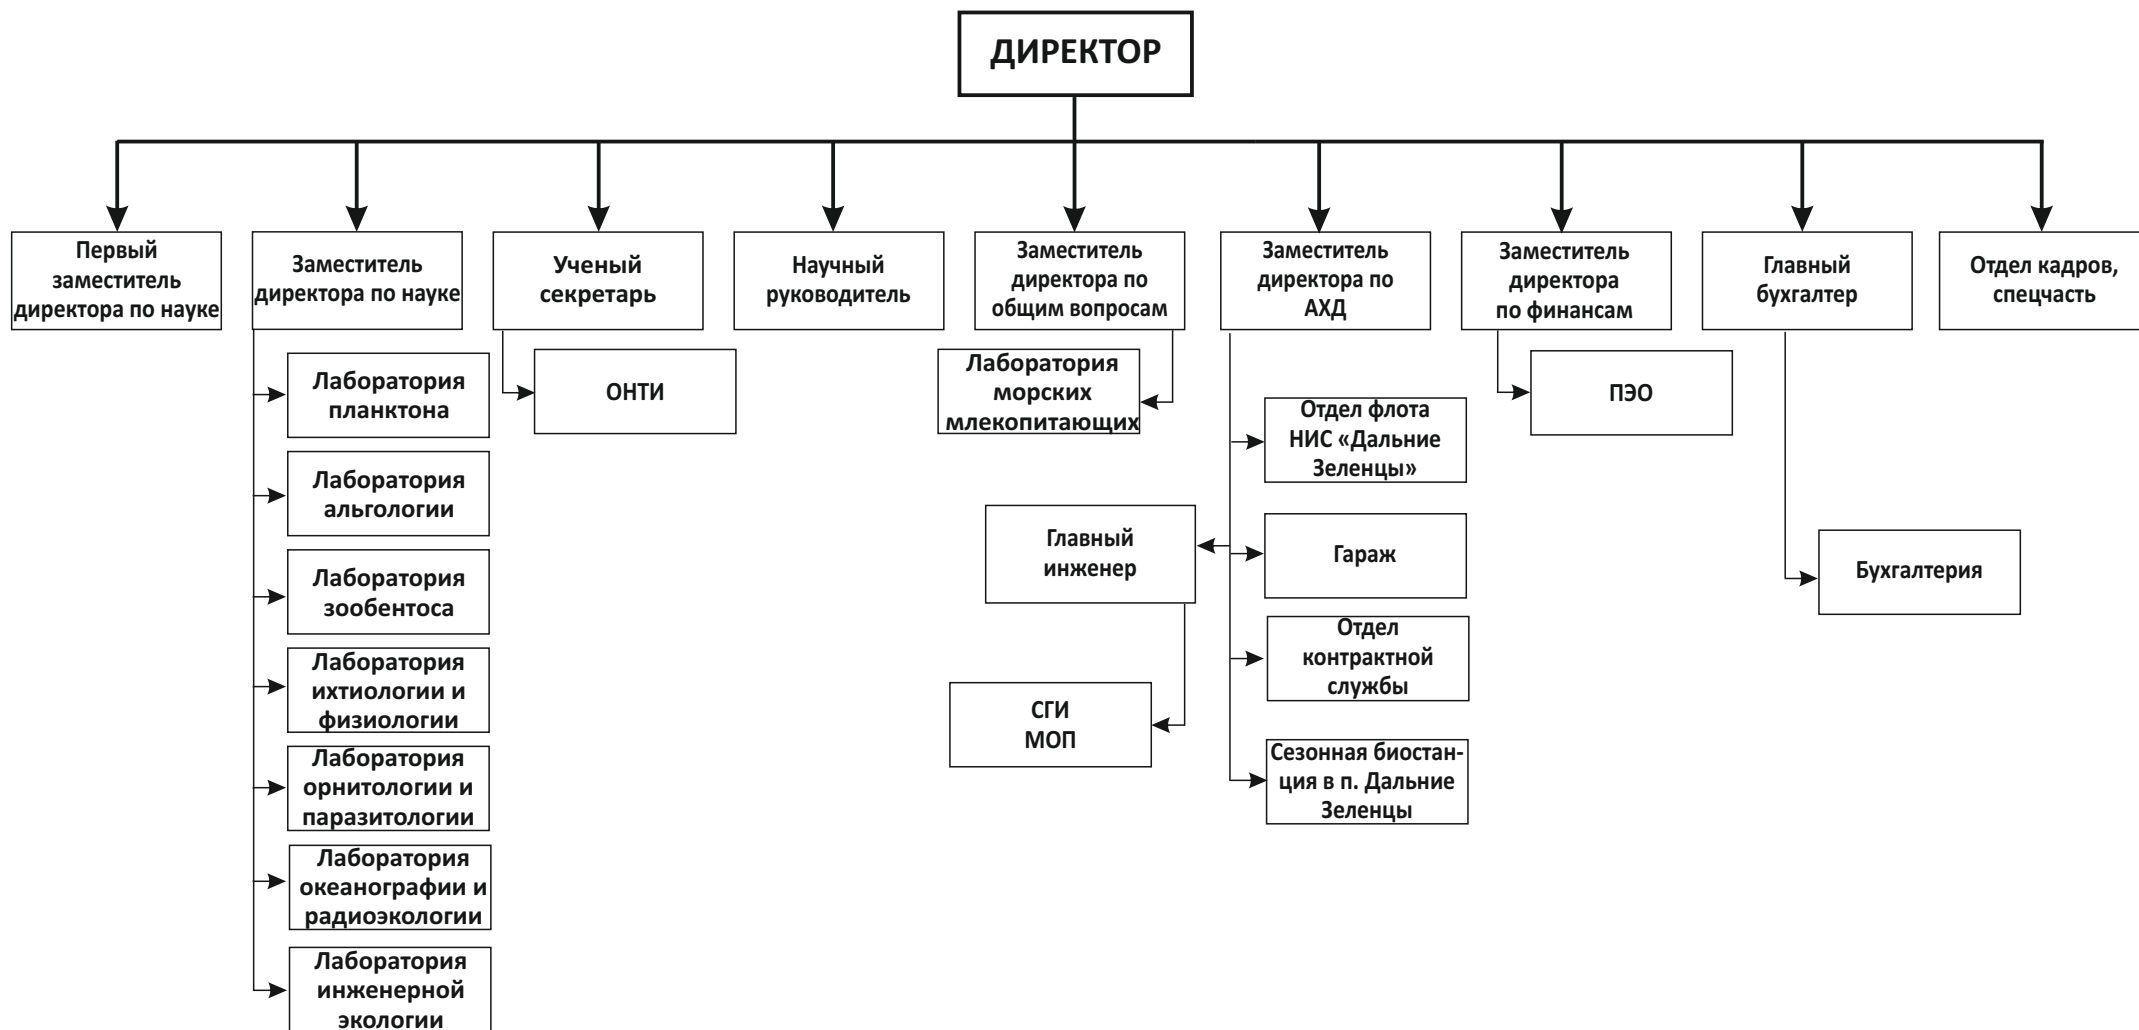 ДИРЕКТОР
Первый
заместитель
директора по науке
Заместитель
директора по науке
Ученый
секретарь
Научный
руководитель
Заместитель
директора по
общим вопросам
Заместитель
директора по
АХД
Заместитель
директора
по финансам
Главный
бухгалтер
Отдел кадров,
спецчасть
Лаборатория
планктона
Лаборатория
альгологии
Лаборатория
зообентоса
Лаборатория
ихтиологии и
физиологии
Лаборатория
орнитологии и
паразитологии
Лаборатория
океанографии и
радиоэкологии
Лаборатория
инженерной
экологии
ОНТИ
Лаборатория
морских
млекопитающих
Главный
инженер
СГИ
МОП
Отдел флота
НИС «Дальние
Зеленцы»
Гараж
Отдел
контрактной
службы
Сезонная биостан-
ция в п. Дальние
Зеленцы
ПЭО
Бухгалтерия